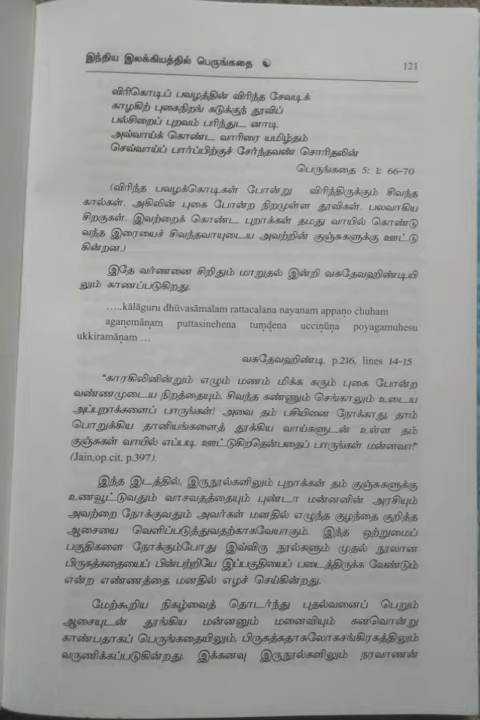 இந்திய இலக்கியத்தில் பெருங்கதை
121
விரிகொடிப் பவழத்தின் விரிந்த சேவடிக்
காழகிற் புகைநிறங் கடுக்குந் தூவிப்
பல்சிறைப் புறவம் பரிந்துட னாடி
அவ்வாய்க் கொண்ட வாரிரை யமிழ்தம்
செவ்வாய்ப் பார்ப்பிற்குச் சேர்ந்தவண் சொரிதலின்
பெருங்கதை 5: 1: 66-70
(விரிந்த பவழக்கொடிகள் போன்று விரிந்திருக்கும் சிவந்த
கால்கள். அகிலின் புகை போன்ற நிறமுள்ள தூவிகள். பலவாகிய
சிறகுகள். இவற்றைக் கொண்ட புறாக்கள் தமது வாயில் கொண்டு
வந்த இரையைச் சிவந்தவாயுடைய அவற்றின் குஞ்சுகளுக்கு ஊட்டு
கின்றன.)
இதே வர்ணனை சிறிதும் மாறுதல் இன்றி வசுதேவஹிண்டியி
லும் காணப்படுகிறது.
.....kālāguru dhūvasāmalam rattacalana nayanam appaṇo chuham
agaṇemāṇam puttasinehena tuṃḍena ucciṇūṇa poyagamuhesu
ukkiramāṇam ...
வசுதேவஹிண்டி p.216, lines 14-15
"காரகிலினின்றும் எழும் மணம் மிக்க கரும் புகை போன்ற
வண்ணமுடைய நிறத்தையும், சிவந்த கண்ணும் செங்காலும் உடைய
அப்புறாக்களைப் பாருங்கள்! அவை தம் பசியினை நோக்காது, தாம்
பொறுக்கிய தானியங்களைத் தூக்கிய வாய்களுடன் உள்ள தம்
குஞ்சுகள் வாயில் எப்படி ஊட்டுகிறதென்பதைப் பாருங்கள் மன்னவா!"
(Jain,op.cit. p.397).
இந்த இடத்தில், இருநூல்களிலும் புறாக்கள் தம் குஞ்சுகளுக்கு
உணவூட்டுவதும் வாசவதத்தையும் புண்டா மன்னனின் அரசியும்
அவற்றை நோக்குவதும் அவர்கள் மனதில் எழுந்த குழந்தை குறித்த
ஆசையை வெளிப்படுத்துவதற்காகவேயாகும். இந்த ஒற்றுமைப்
பகுதிகளை நோக்கும்போது இவ்விரு நூல்களும் முதல் நூலான
பிருகத்கதையைப் பின்பற்றியே இப்பகுதியைப் படைத்திருக்க வேண்டும்
என்ற எண்ணத்தை மனதில் எழச் செய்கின்றது.
மேற்கூறிய நிகழ்வைத் தொடர்ந்து புதல்வனைப் பெறும்
ஆசையுடன் தூங்கிய மன்னனும் மனைவியும் கனவொன்று
காண்பதாகப் பெருங்கதையிலும், பிருகத்கதாசுலோகசங்கிரகத்திலும்
வருணிக்கப்படுகின்றது. இக்கனவு இருநூல்களிலும் நரவாணன்